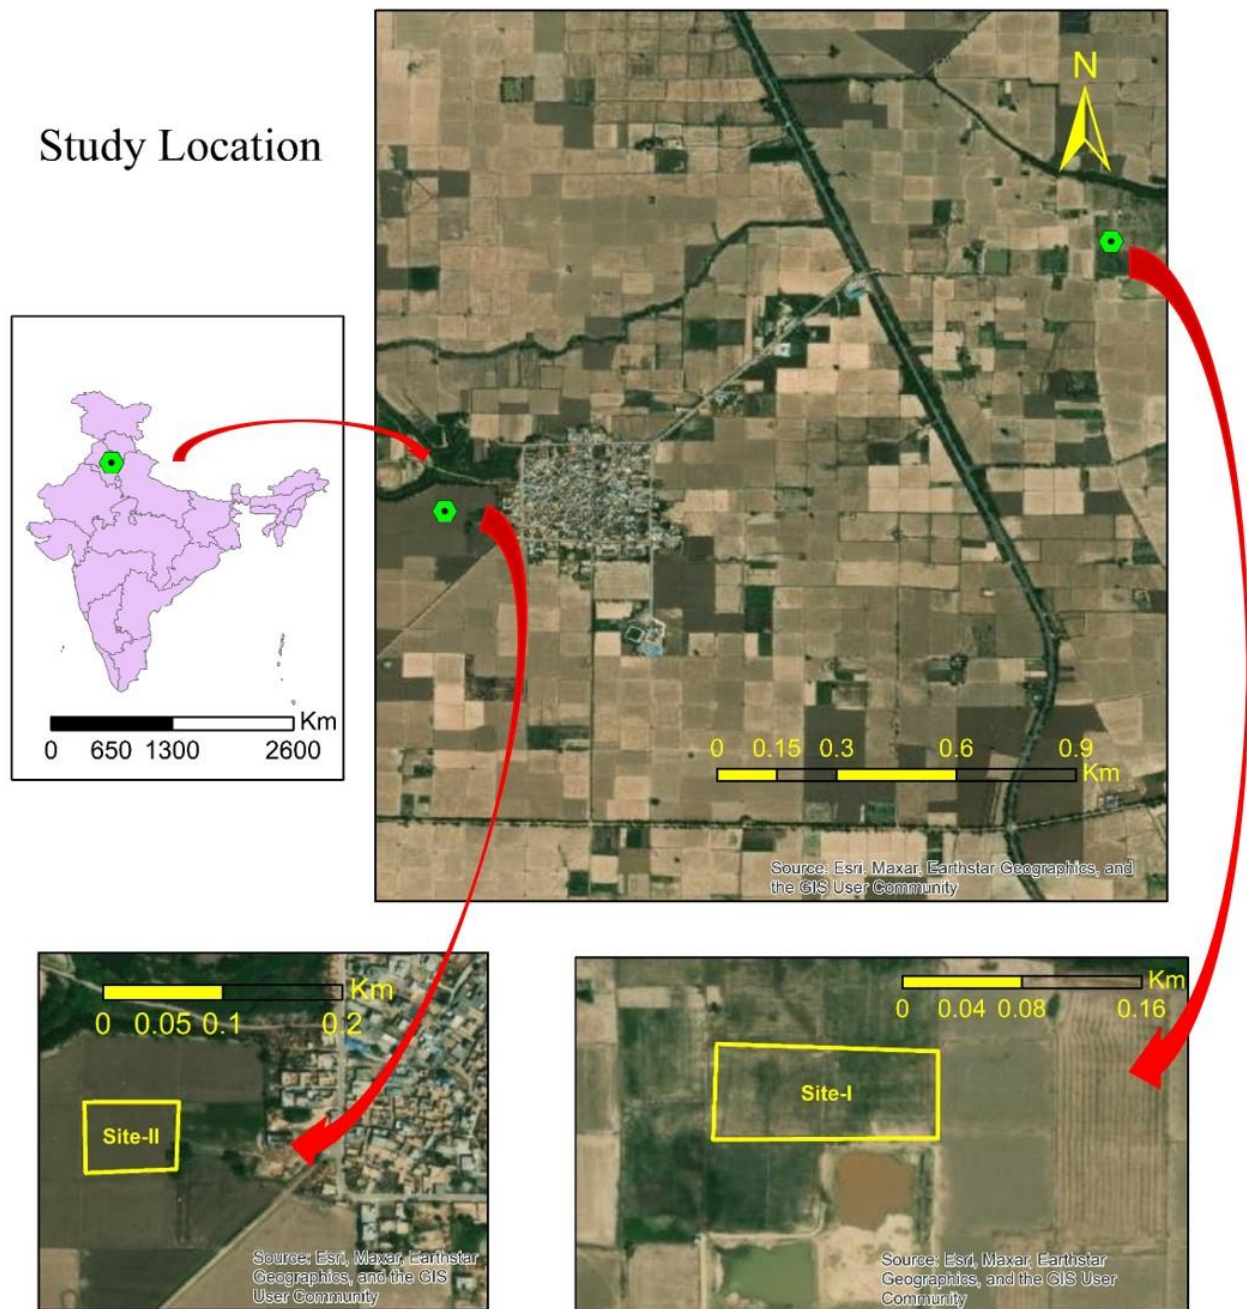 Study Location
N
Km
0 650 1300 2600
0 0.15 0.3 0.6 0.9
Km
Source: Esri, Maxar, Earthstar Geographics, and
the GIS User Community
Km
0 0.05 0.1 0.2
Site-II
Source: Esri, Maxar, Earthstar
Geographics, and the GIS
User Community
Km
0 0.04 0.08 0.16
Site-I
Source: Esri, Maxar, Earthstar
Geographics, and the GIS User
Community